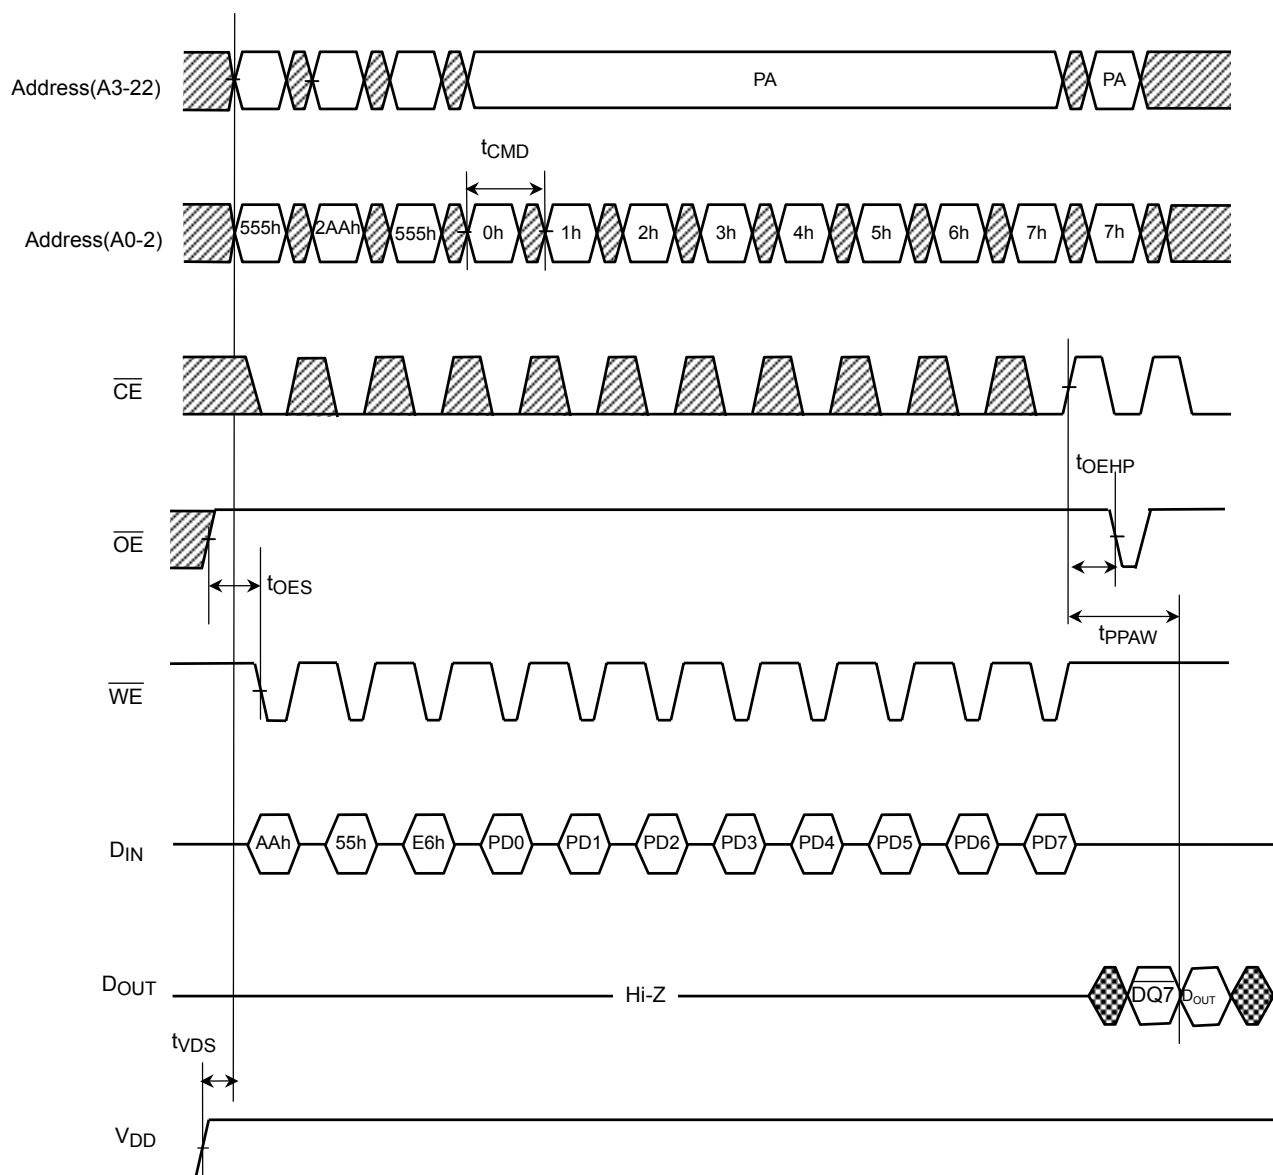 Address(A3-22)
PA
PA
tCMD
Address(A0-2)
555h 2AAh 555h 0h 1h 2h 3h 4h 5h 6h 7h 7h
CE
tOEHP
OE
tOES
tPPAW
WE
DIN
AAh 55h E6h PD0 PD1 PD2 PD3 PD4 PD5 PD6 PD7
DOUT
Hi-Z
DQ7
DOUT
tVDS
VDD